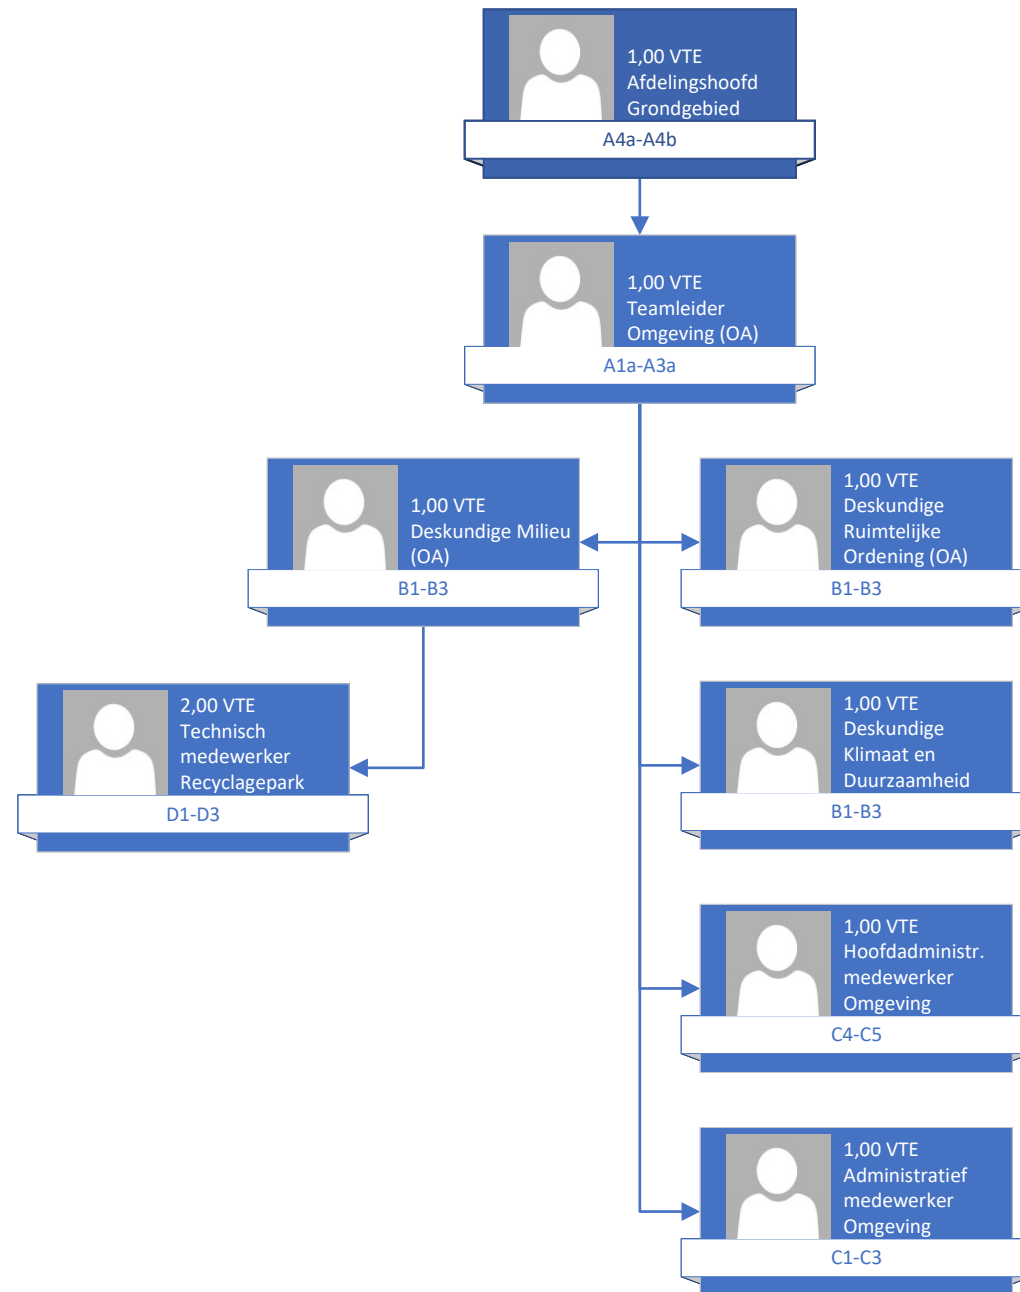 1,00 VTE
Afdelingshoofd
Grondgebied
A4a-A4b
1,00 VTE
Teamleider
Omgeving (OA)
A1a-A3a
1,00 VTE
Deskundige Milieu
(OA)
B1-B3
1,00 VTE
Deskundige
Ruimtelijke
Ordening (OA)
B1-B3
2,00 VTE
Technisch
medewerker
Recyclagepark
D1-D3
1,00 VTE
Deskundige
Klimaat en
Duurzaamheid
B1-B3
1,00 VTE
Hoofdadministr.
medewerker
Omgeving
C4-C5
1,00 VTE
Administratief
medewerker
Omgeving
C1-C3